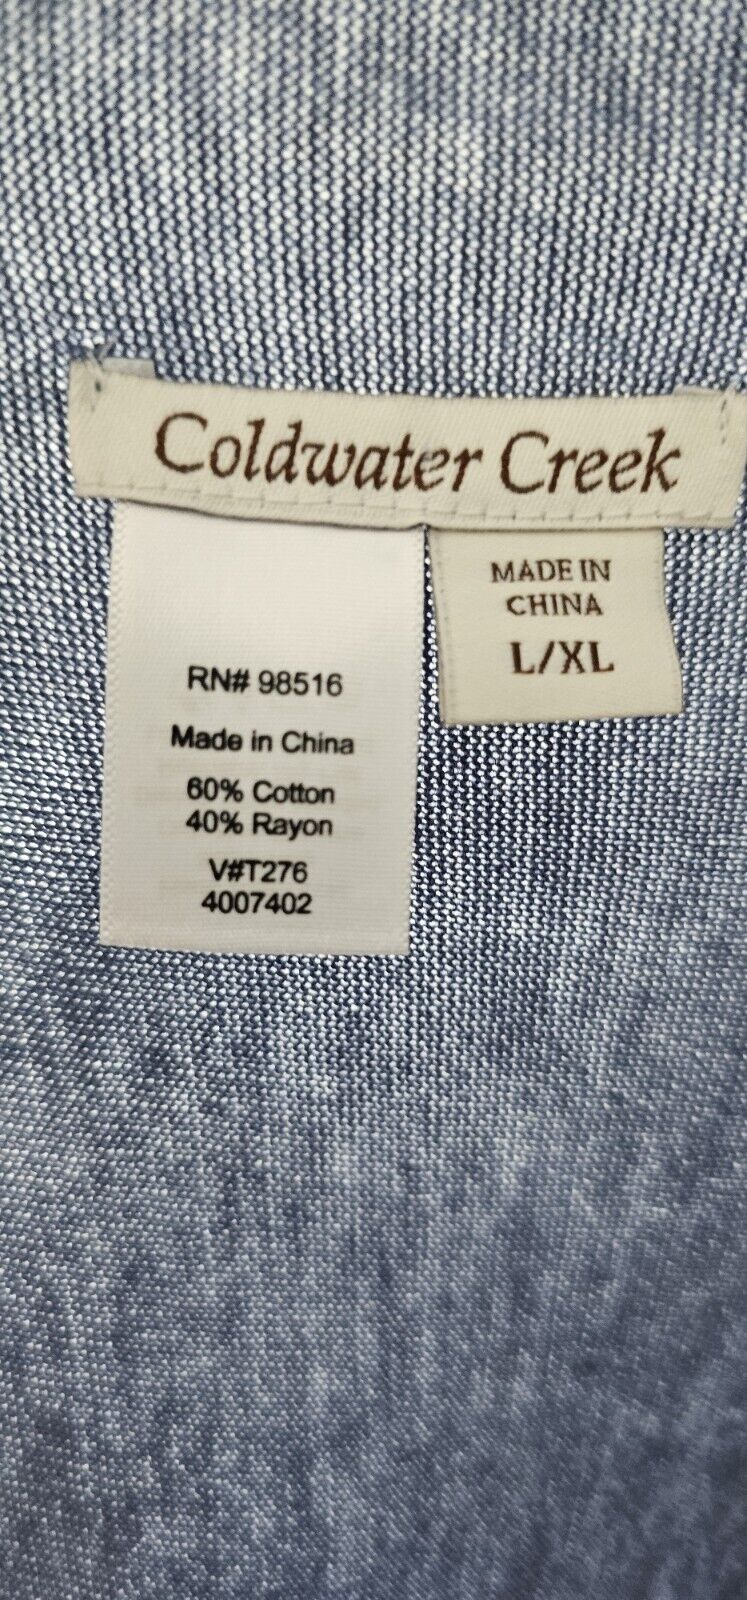 Coldwater Creek
MADE IN
CHINA
L/XL
RN# 98516
Made in China
60% Cotton
40% Rayon
V#T276
4007402